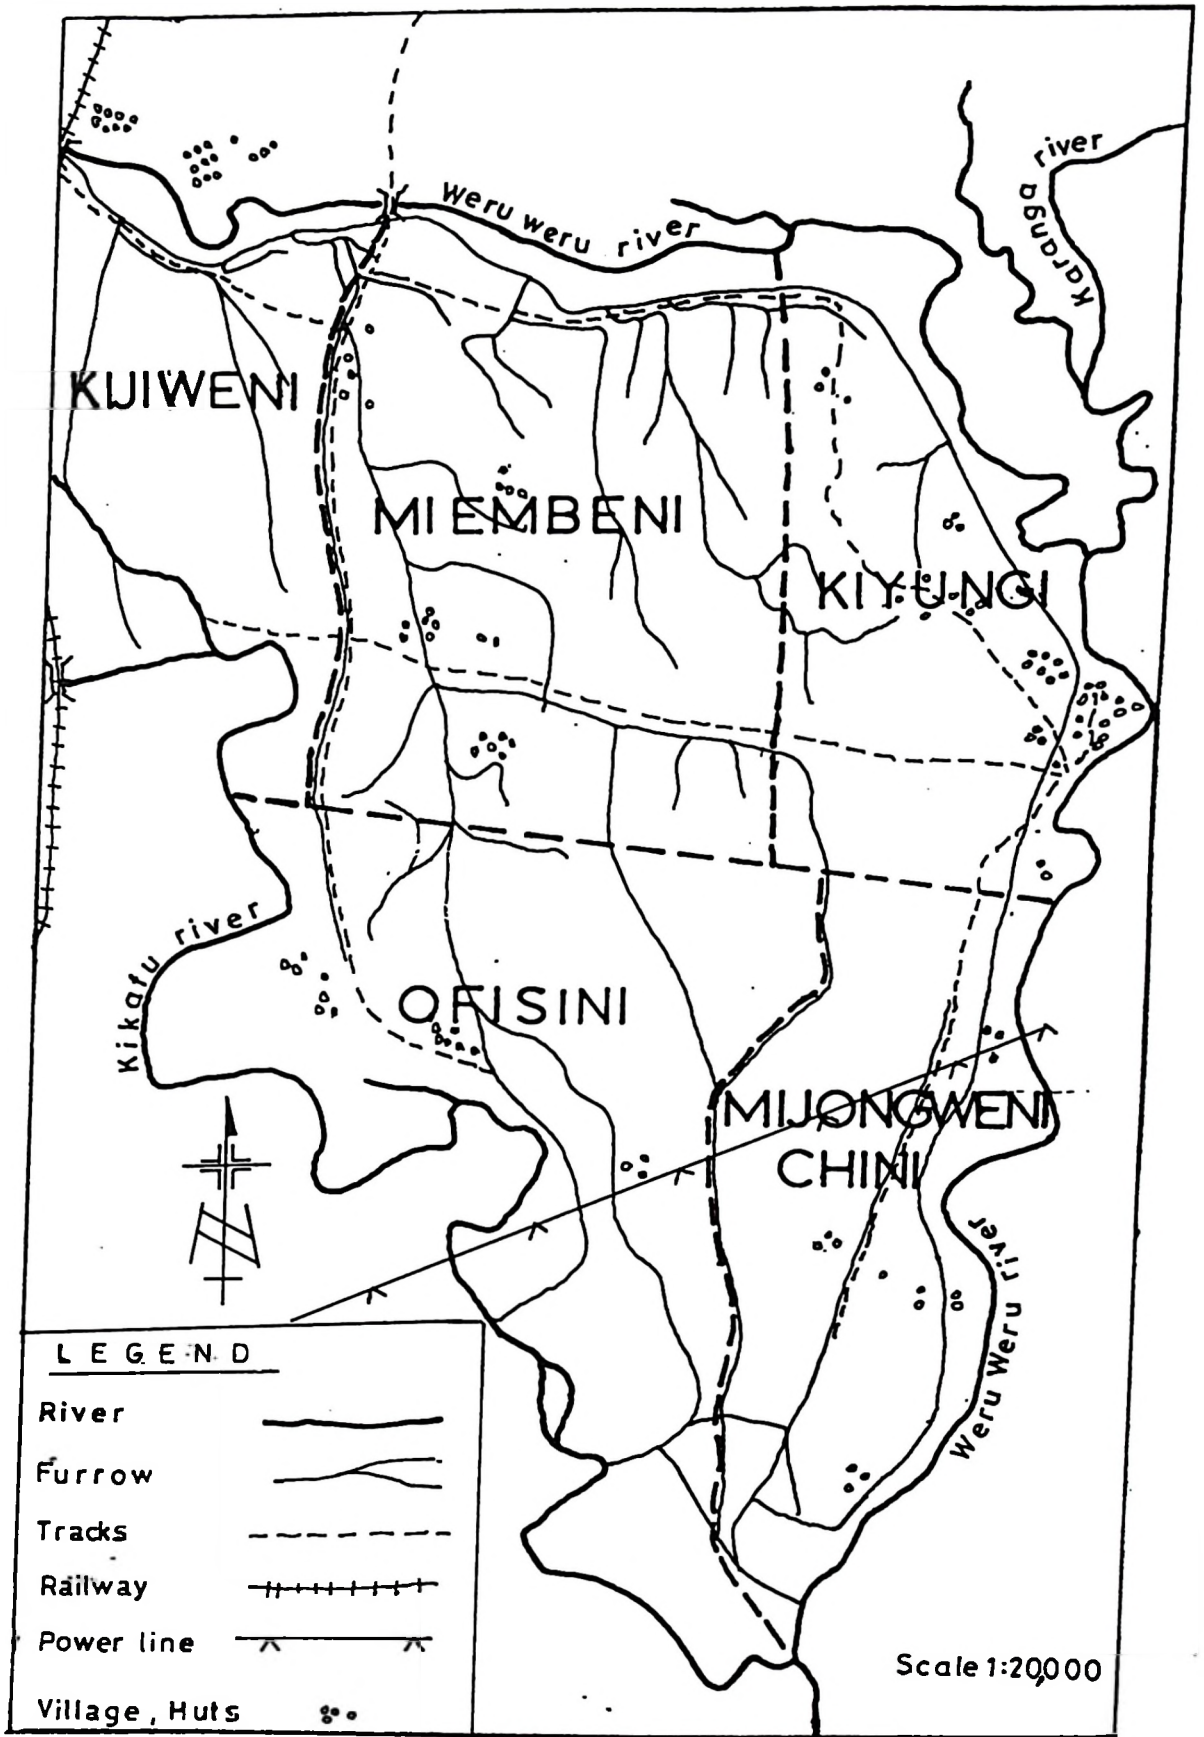 Weru weru river
Karanga river
KIJIWENI
MIEMBENI
KIYUNGI
Kikafu river
OFISINI
MIJONGWENI
CHINI
Weru Weru river
LEGEND
River
Furrow
Tracks
Railway
Power line
Village, Huts
Scale 1:20,000